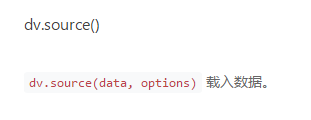 dv.source()
dv.source(data, options) 载入数据。